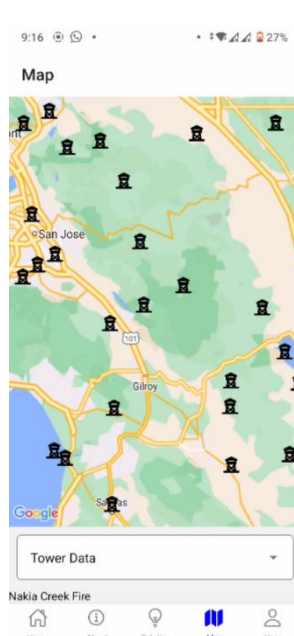 9:16 27%
Map
San Jose
101
Gilroy
Google
Tower Data
Nakia Creek Fire